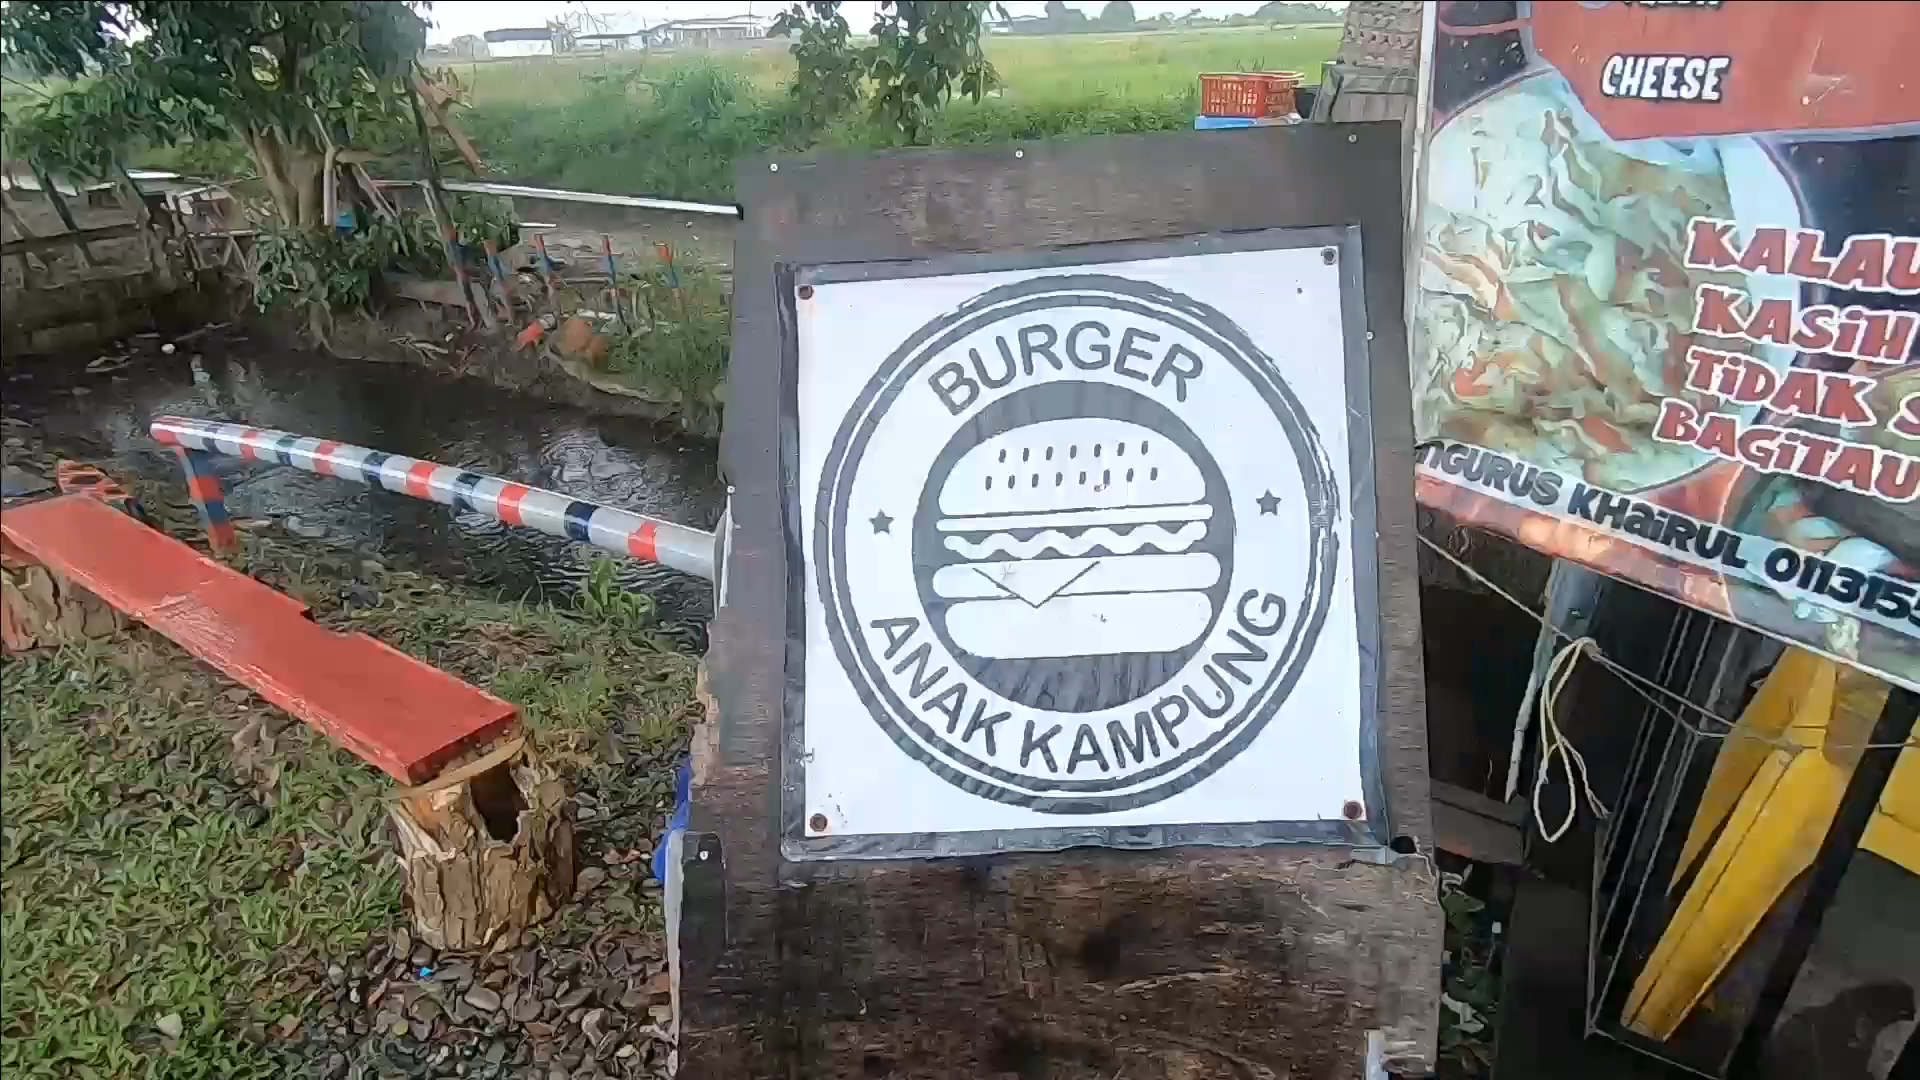 BURGER
ANAK KAMPUNG
CHEESE
KALAU
KASIH
TIDAK
BAGITAU
KHAIRUL